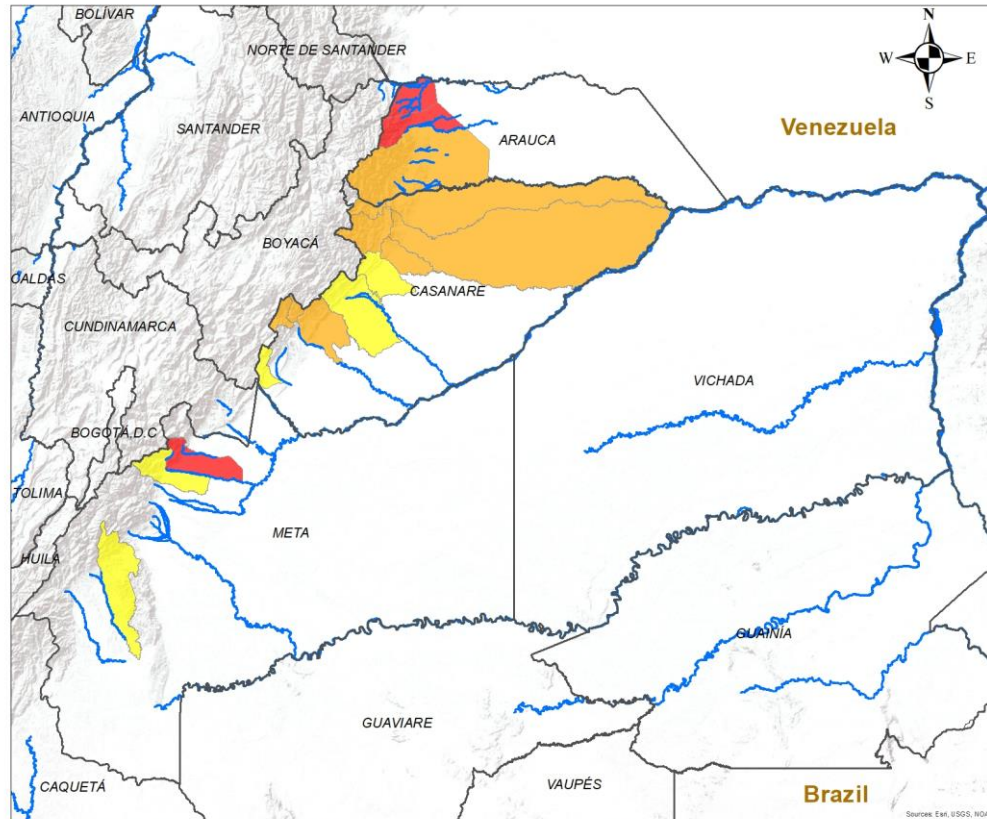 BOLÍVAR
N
NORTE DE SANTANDER
W E
S
ANTIOQUIA
SANTANDER
ARAUCA
Venezuela
BOYACÁ
CALDAS
CASANARE
CUNDINAMARCA
VICHADA
BOGOTÁ D.C
TOLIMA
META
HUILA
GUAINÍA
GUAVIARE
CAQUETÁ
VAUPÉS
Brazil
Sources: Esri, USGS, NOA